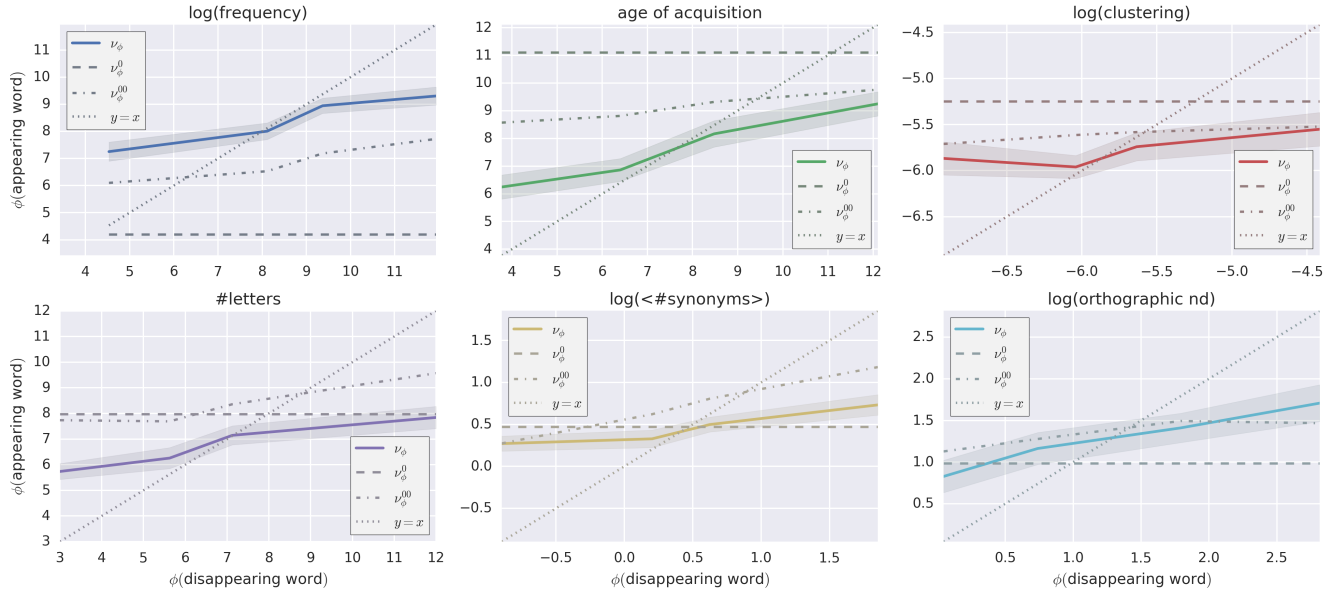 log(frequency)
11
10
9
8
7
6
5
4
ϕ(appearing word)
ν_ϕ
ν_ϕ^0
ν_ϕ^00
y = x
4
5
6
7
8
9
10
11
age of acquisition
12
11
10
9
8
7
6
5
4
ν_ϕ
ν_ϕ^0
ν_ϕ^00
y = x
4
5
6
7
8
9
10
11
12
log(clustering)
−4.5
−5.0
−5.5
−6.0
−6.5
ν_ϕ
ν_ϕ^0
ν_ϕ^00
y = x
−6.5
−6.0
−5.5
−5.0
−4.5
#letters
12
11
10
9
8
7
6
5
4
3
ϕ(appearing word)
ν_ϕ
ν_ϕ^0
ν_ϕ^00
y = x
3
4
5
6
7
8
9
10
11
12
ϕ(disappearing word)
log(<#synonyms>)
1.5
1.0
0.5
0.0
−0.5
ν_ϕ
ν_ϕ^0
ν_ϕ^00
y = x
−0.5
0.0
0.5
1.0
1.5
ϕ(disappearing word)
log(orthographic nd)
2.5
2.0
1.5
1.0
0.5
ν_ϕ
ν_ϕ^0
ν_ϕ^00
y = x
0.5
1.0
1.5
2.0
2.5
ϕ(disappearing word)